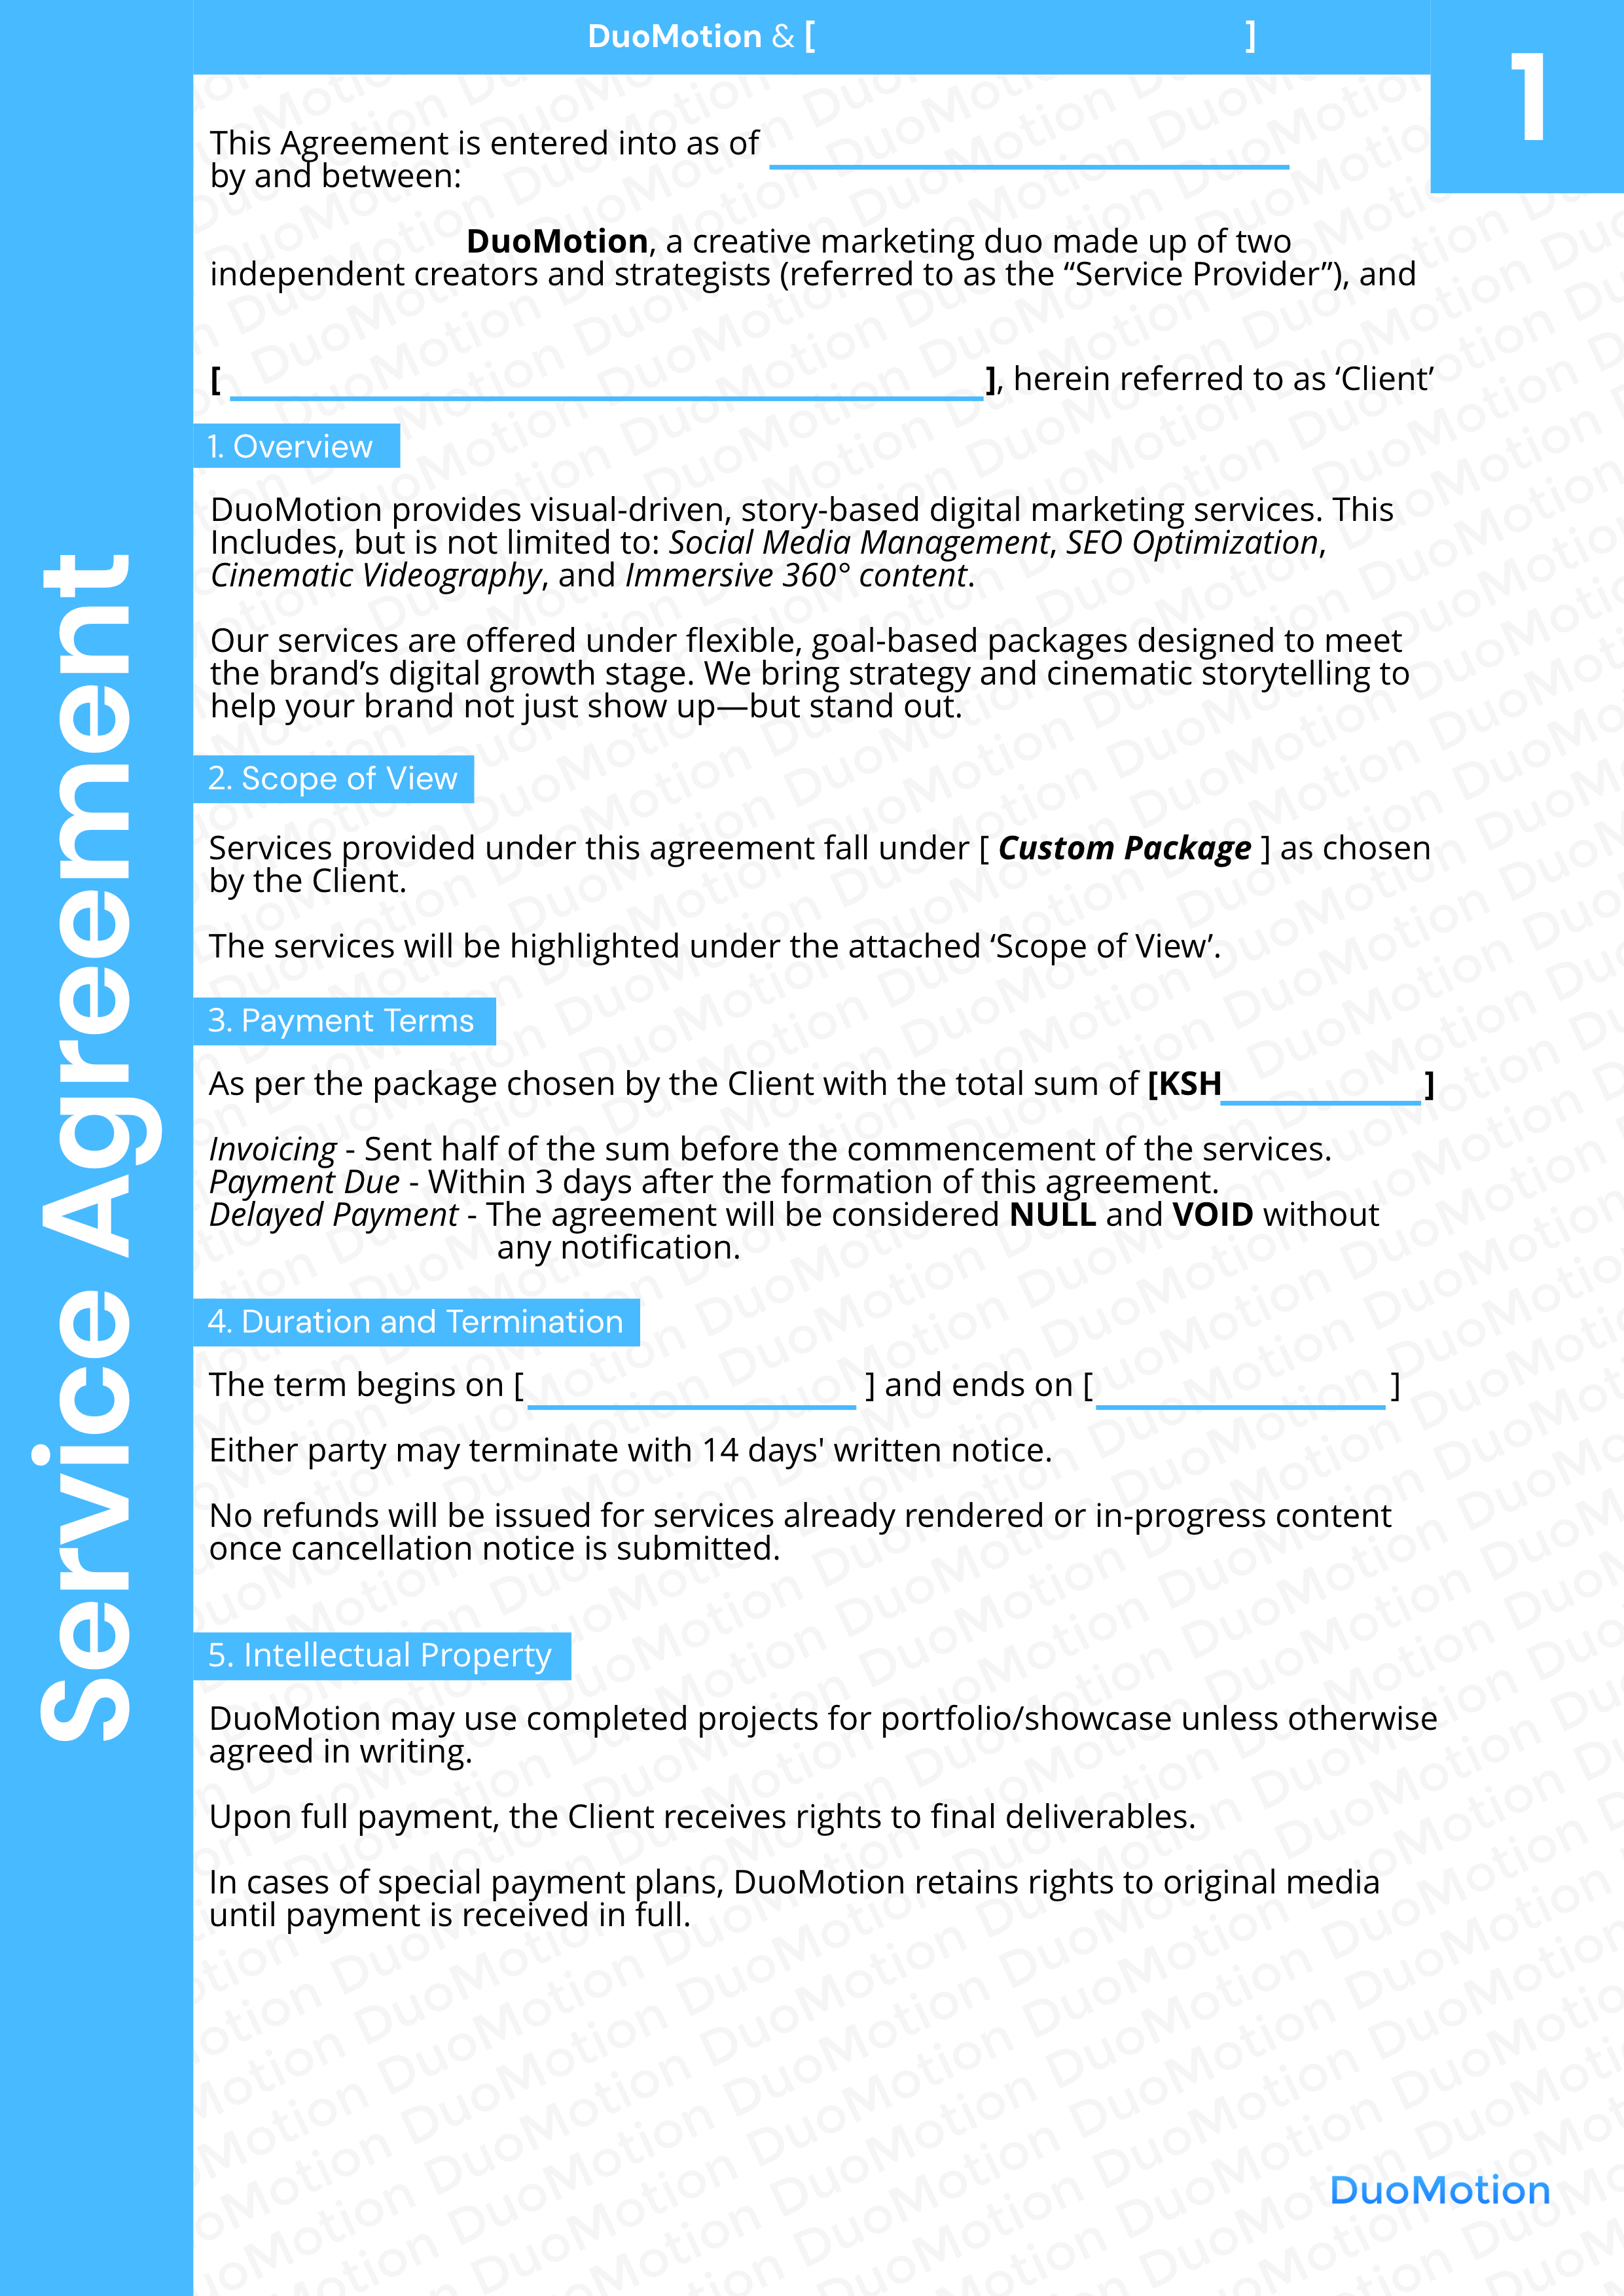 DuoMotion & [ ]
1
Service Agreement
This Agreement is entered into as of
by and between:
DuoMotion, a creative marketing duo made up of two
independent creators and strategists (referred to as the “Service Provider”), and
[ ], herein referred to as ‘Client’
1. Overview
DuoMotion provides visual-driven, story-based digital marketing services. This
Includes, but is not limited to: Social Media Management, SEO Optimization,
Cinematic Videography, and Immersive 360° content.
Our services are offered under flexible, goal-based packages designed to meet
the brand’s digital growth stage. We bring strategy and cinematic storytelling to
help your brand not just show up—but stand out.
2. Scope of View
Services provided under this agreement fall under [ Custom Package ] as chosen
by the Client.
The services will be highlighted under the attached ‘Scope of View’.
3. Payment Terms
As per the package chosen by the Client with the total sum of [KSH ]
Invoicing - Sent half of the sum before the commencement of the services.
Payment Due - Within 3 days after the formation of this agreement.
Delayed Payment - The agreement will be considered NULL and VOID without
any notification.
4. Duration and Termination
The term begins on [ ] and ends on [ ]
Either party may terminate with 14 days' written notice.
No refunds will be issued for services already rendered or in-progress content
once cancellation notice is submitted.
5. Intellectual Property
DuoMotion may use completed projects for portfolio/showcase unless otherwise
agreed in writing.
Upon full payment, the Client receives rights to final deliverables.
In cases of special payment plans, DuoMotion retains rights to original media
until payment is received in full.
DuoMotion